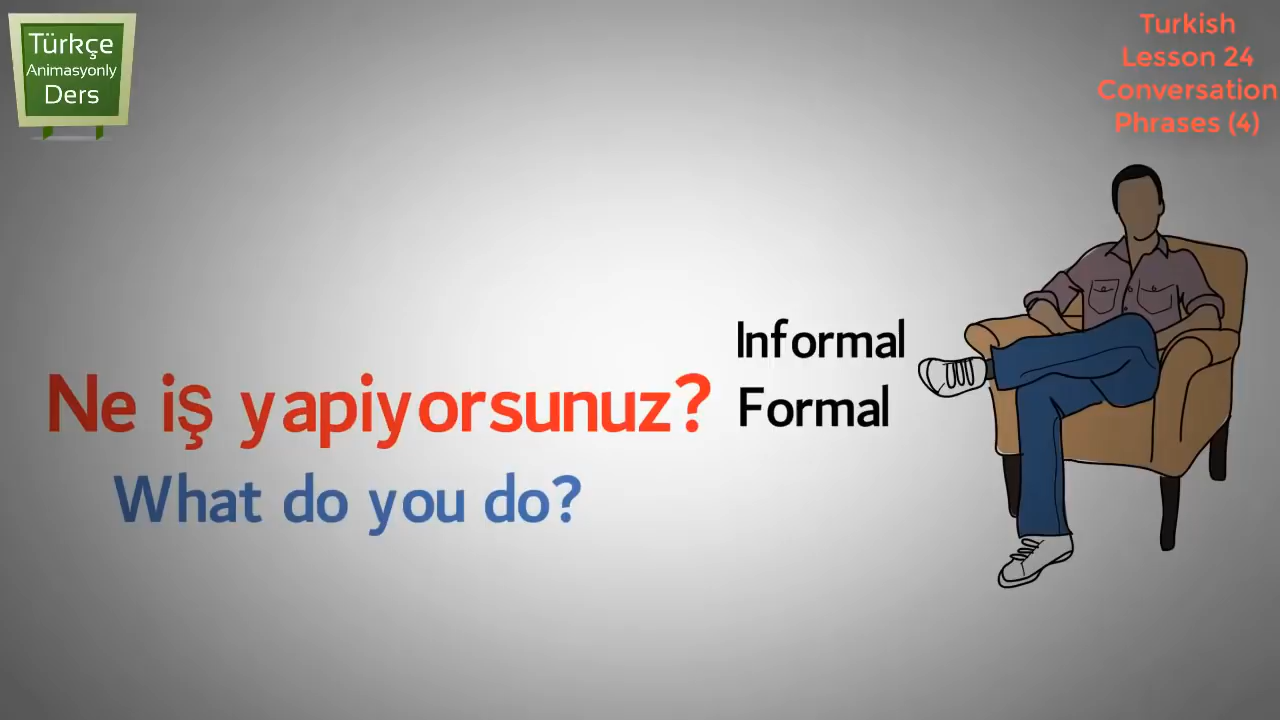 Türkçe
Animasyonly
Ders
Turkish
Lesson 24
Conversation
Phrases (4)
Informal
Formal
Ne iş yapiyorsunuz?
What do you do?